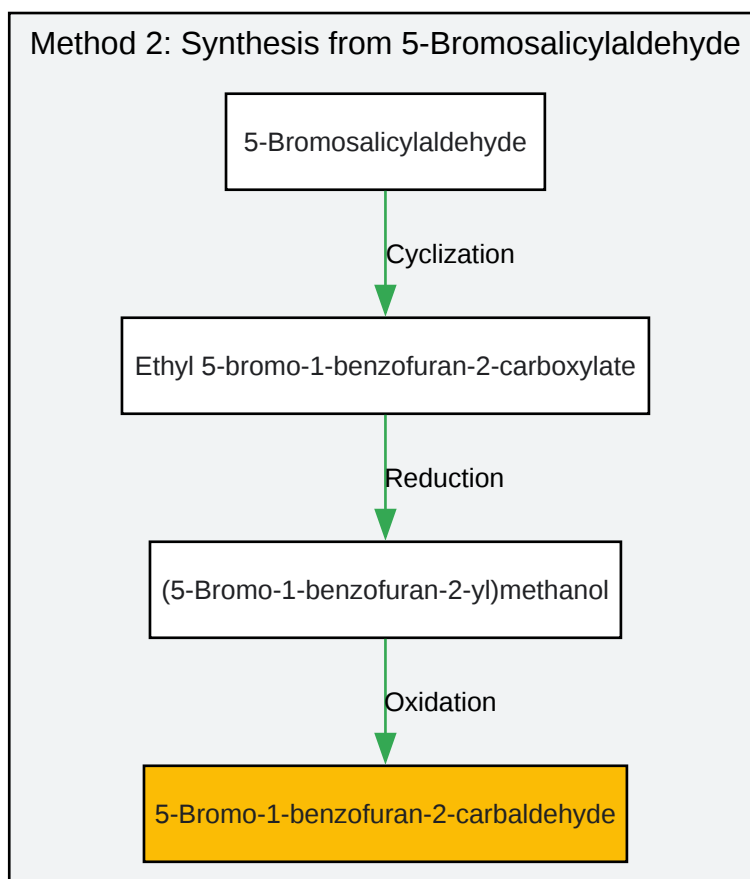 Method 2: Synthesis from 5-Bromosalicylaldehyde
5-Bromosalicylaldehyde
Cyclization
Ethyl 5-bromo-1-benzofuran-2-carboxylate
Reduction
(5-Bromo-1-benzofuran-2-yl)methanol
Oxidation
5-Bromo-1-benzofuran-2-carbaldehyde